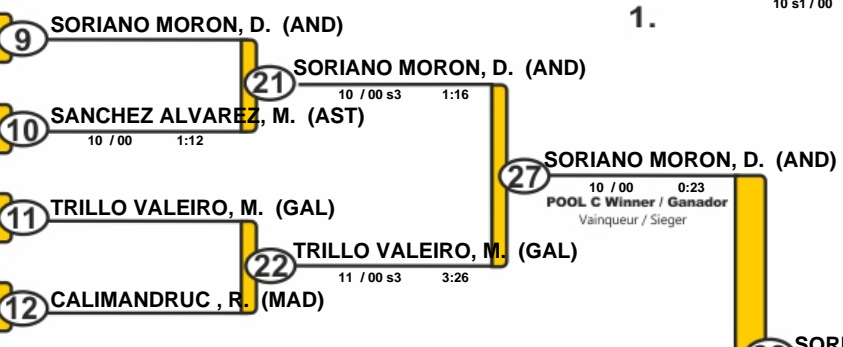 10 s1 / 00
1.
9
SORIANO MORON, D. (AND)
21
SORIANO MORON, D. (AND)
10 / 00 s3 1:16
10
SANCHEZ ALVAREZ, M. (AST)
10 / 00 1:12
27
SORIANO MORON, D. (AND)
10 / 00 0:23
POOL C Winner / Ganador
Vainqueur / Sieger
11
TRILLO VALEIRO, M. (GAL)
22
TRILLO VALEIRO, M. (GAL)
11 / 00 s3 3:26
12
CALIMANDRUC , R. (MAD)